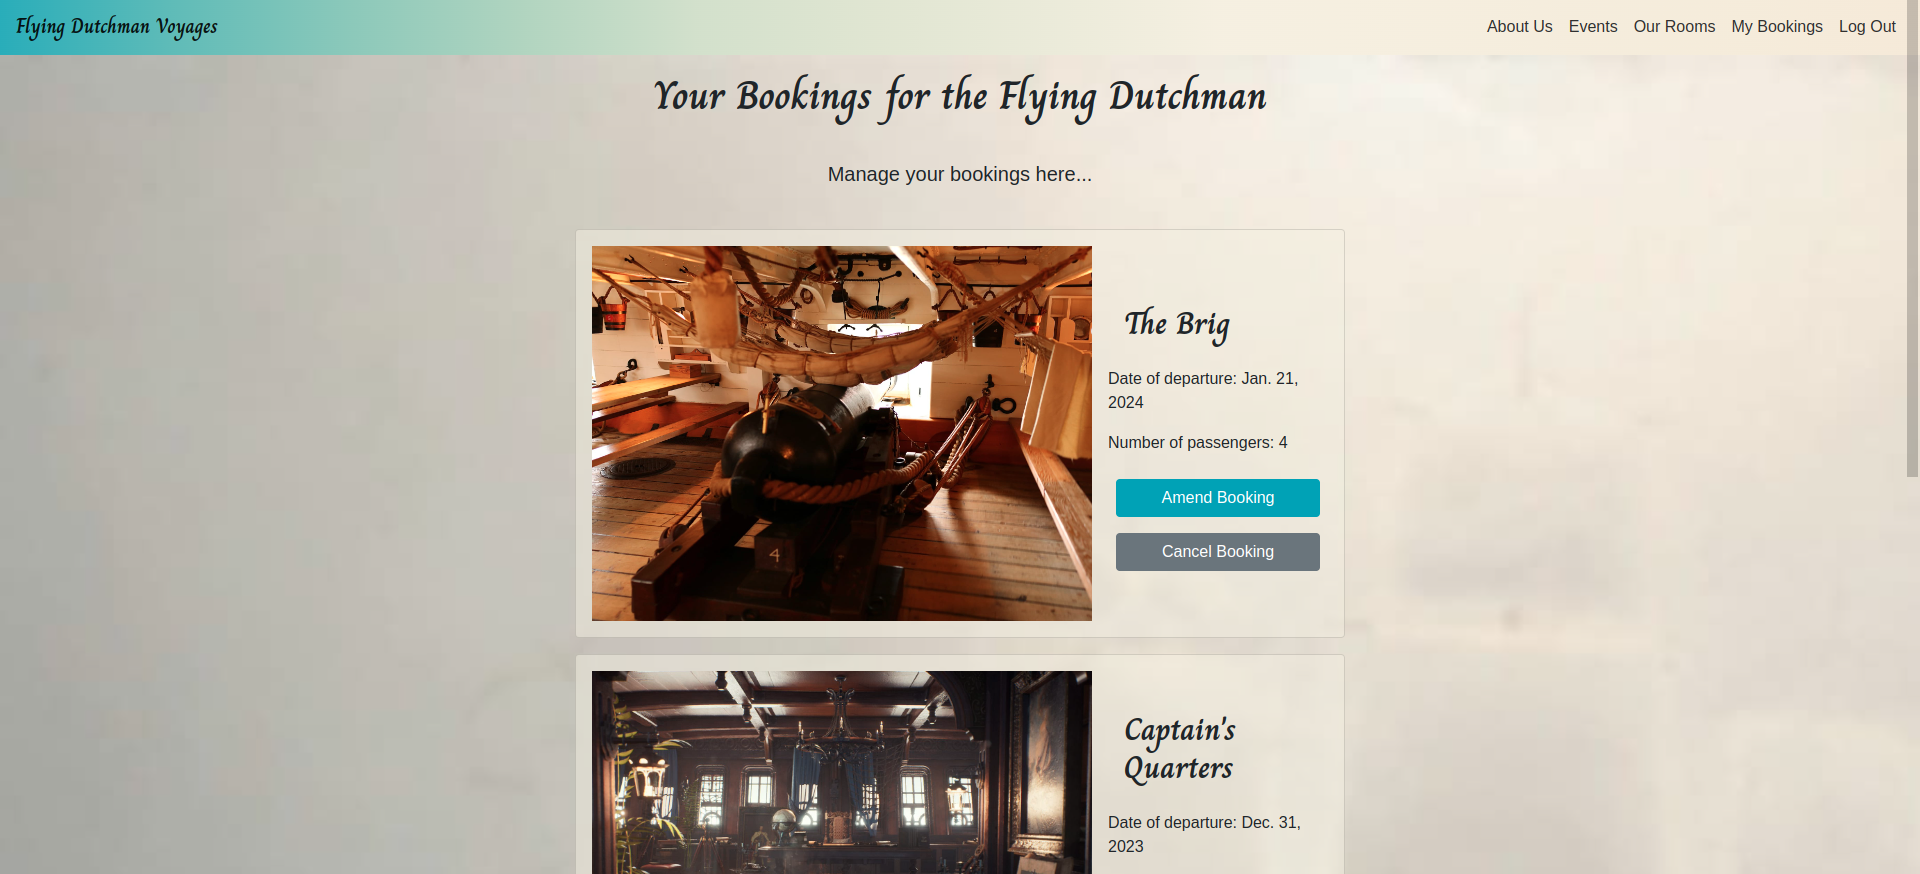 Flying Dutchman Voyages
About Us Events Our Rooms My Bookings Log Out
Your Bookings for the Flying Dutchman
Manage your bookings here...
The Brig
Date of departure: Jan. 21,
2024
Number of passengers: 4
Amend Booking
Cancel Booking
4
Captain's
Quarters
Date of departure: Dec. 31,
2023